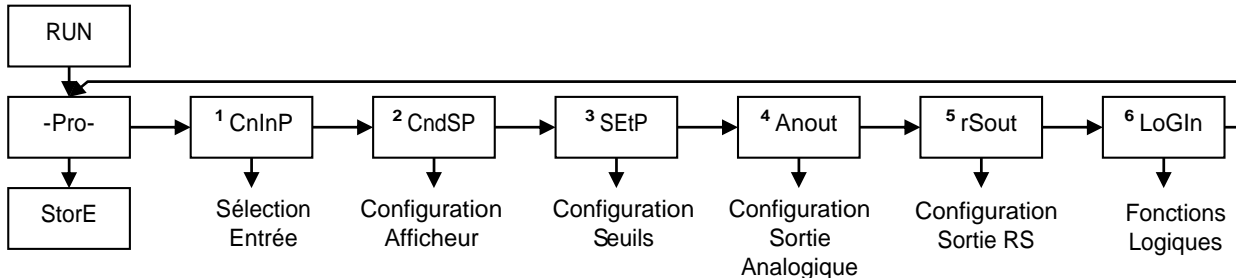 RUN
-Pro-
1 CnInP
2 CndSP
3 SEtP
4 Anout
5 rSout
6 LoGIn
StorE
Sélection
Entrée
Configuration
Afficheur
Configuration
Seuils
Configuration
Sortie
Analogique
Configuration
Sortie RS
Fonctions
Logiques